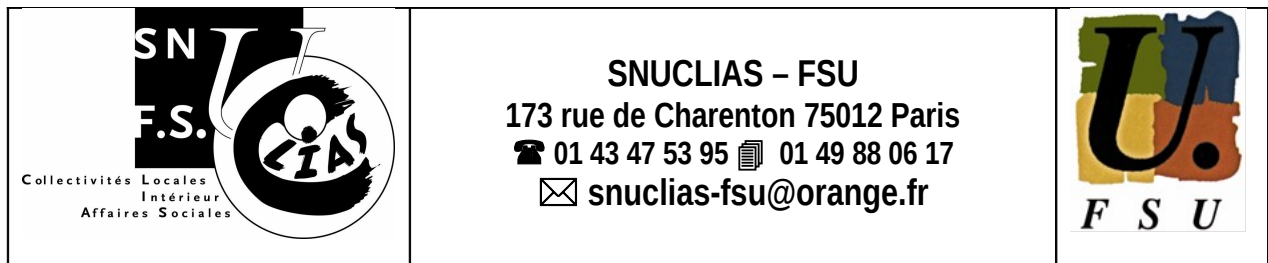 SN U
F.S.U
CLIAS
Collectivités Locales
Intérieur
Affaires Sociales
SNUCLIAS – FSU
173 rue de Charenton 75012 Paris
☎ 01 43 47 53 95 01 49 88 06 17
✉ snuclias-fsu@orange.fr
U.
F S U